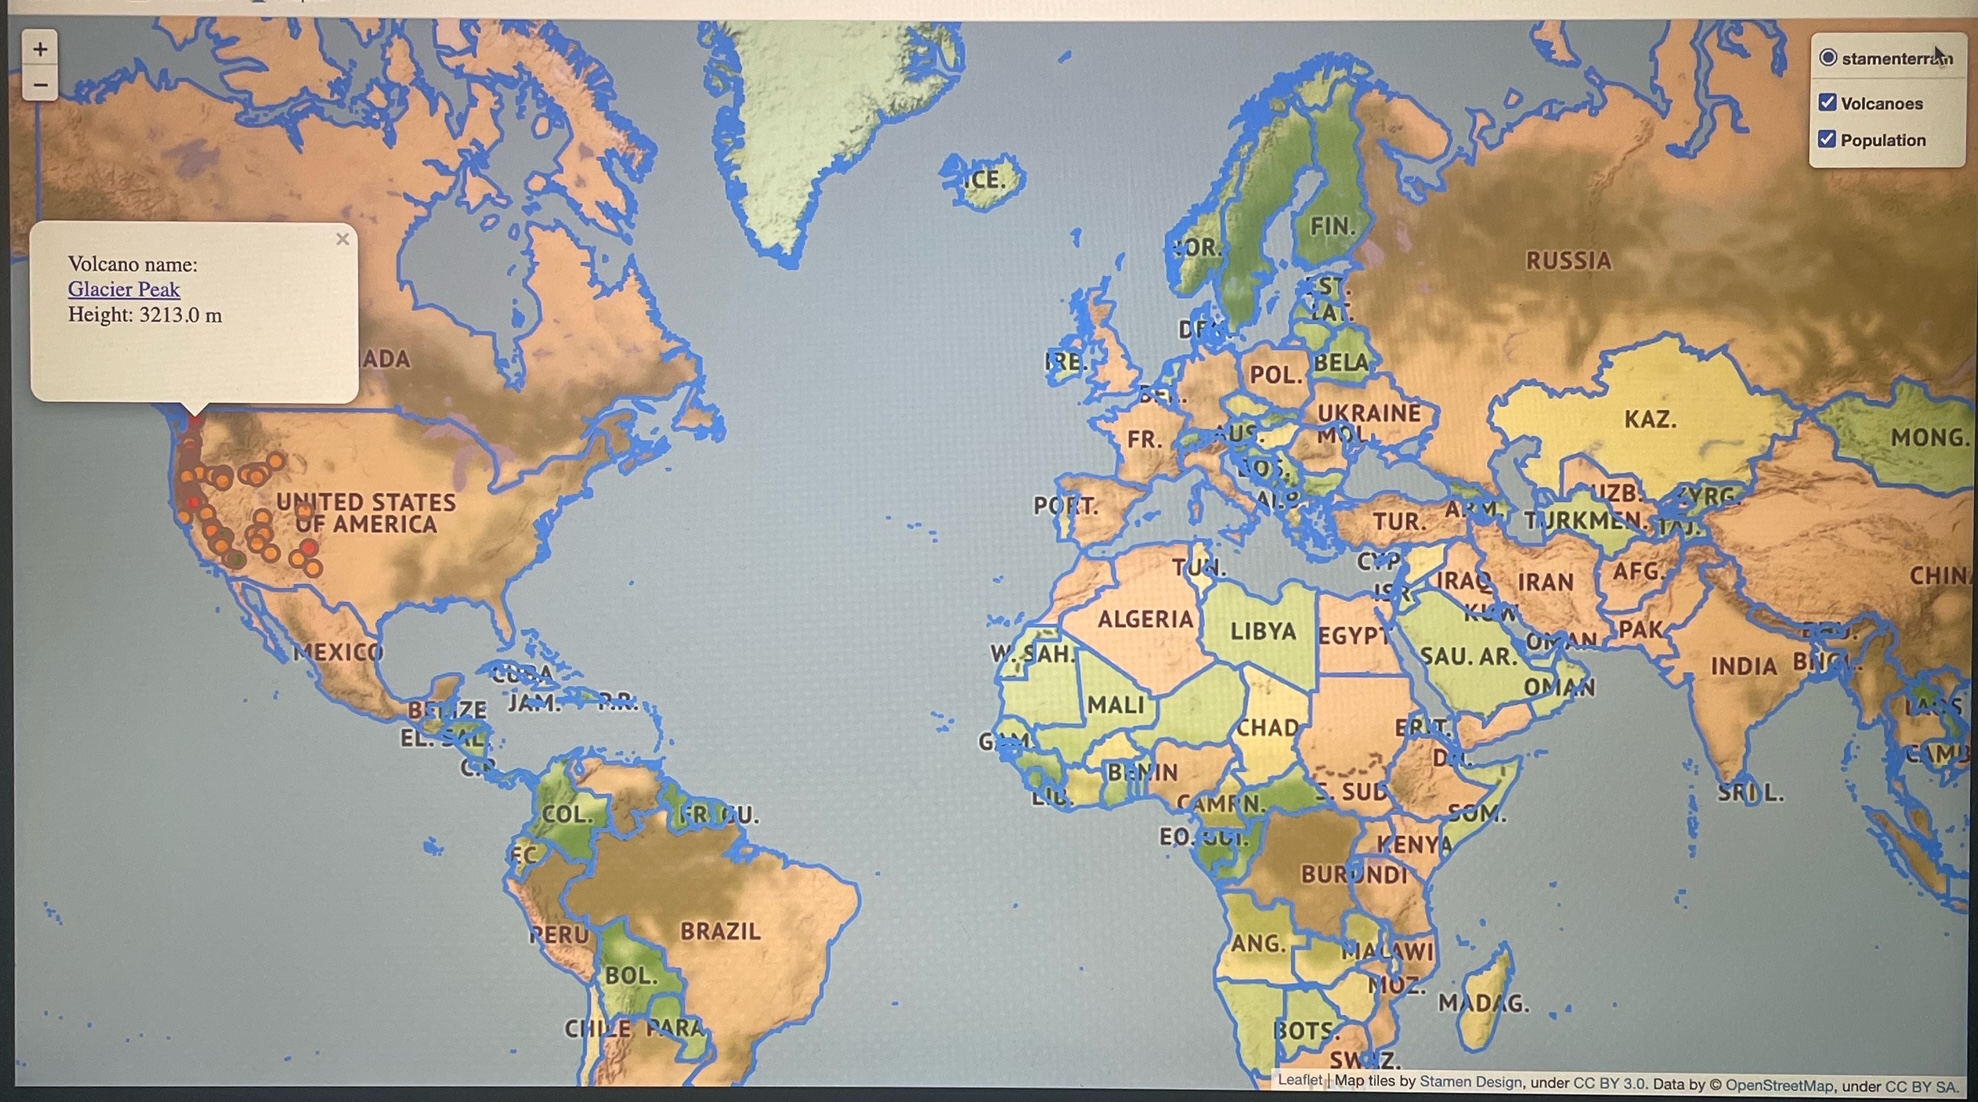 +
−
stamenterrain
Volcanoes
Population
Volcano name:
Glacier Peak
Height: 3213.0 m
×
ICE.
FIN.
NOR.
RUSSIA
EST.
LAT.
IRE.
BELA
POL.
ADA
UKRAINE
KAZ.
FR.
AUS.
MOL.
MONG.
BOS.
UZB.
KYRG.
PORT.
ALB.
ARM.
TUR.
TURKMEN.
TAJ.
UNITED STATES
OF AMERICA
TUN.
CYP
ISR.
IRAQ
IRAN
AFG.
CHINA
ALGERIA
LIBYA
EGYPT
KUW.
OMAN
PAK.
MEXICO
W. SAH.
SAU. AR.
INDIA
BNGL.
CUBA
JAM.
P.R.
OMAN
BELIZE
MALI
CHAD
ERIT.
LAOS
EL. SAL.
GAM.
DJI.
CAMB
C.R.
BENIN
LIB.
CAMRN.
S. SUD
SRI L.
COL.
FR. GU.
SOM.
EQ. GUI.
KENYA
EC
BURUNDI
PERU
BRAZIL
ANG.
MALAWI
BOL.
MOZ.
MADAG.
CHILE
PARA
BOTS.
SWAZ.
Leaflet | Map tiles by Stamen Design, under CC BY 3.0. Data by © OpenStreetMap, under CC BY SA.